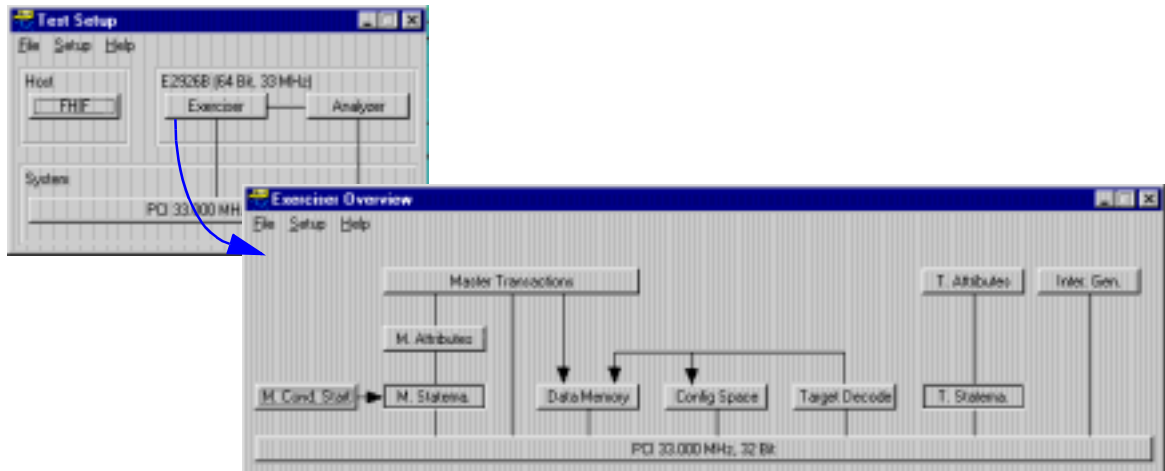 Test Setup
File Setup Help
Host
FHIF
E2926B (64 Bit, 33 MHz)
Exerciser
Analyzer
System
PCI 33.000 MHz
Exerciser Overview
File Setup Help
Master Transactions
T. Attributes
Inter. Gen.
M. Attributes
M. Cond. Start
M. Statema.
Data Memory
Config Space
Target Decode
T. Statema.
PCI 33.000 MHz, 32 Bit